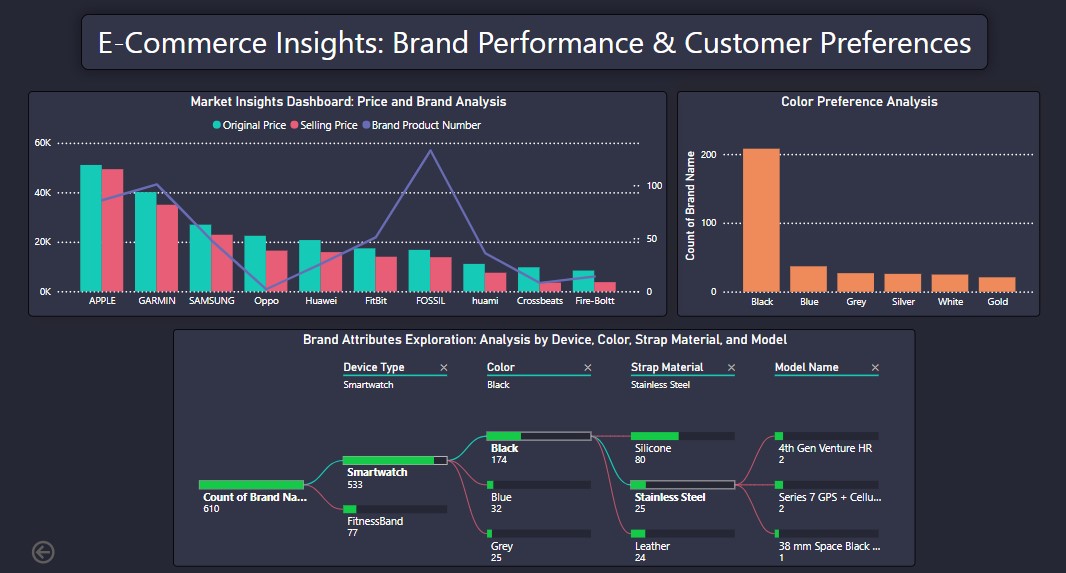 E-Commerce Insights: Brand Performance & Customer Preferences
Market Insights Dashboard: Price and Brand Analysis
Original Price Selling Price Brand Product Number
60K
40K
20K
0K
100
50
0
APPLE GARMIN SAMSUNG Oppo Huawei FitBit FOSSIL huami Crossbeats Fire-Boltt
Color Preference Analysis
Count of Brand Name
200
100
0
Black Blue Grey Silver White Gold
Brand Attributes Exploration: Analysis by Device, Color, Strap Material, and Model
Device Type
Smartwatch
Color
Black
Strap Material
Stainless Steel
Model Name
Count of Brand Na...
610
Smartwatch
533
FitnessBand
77
Black
174
Blue
32
Grey
25
Silicone
80
Stainless Steel
25
Leather
24
4th Gen Venture HR
2
Series 7 GPS + Cellu...
2
38 mm Space Black ...
1